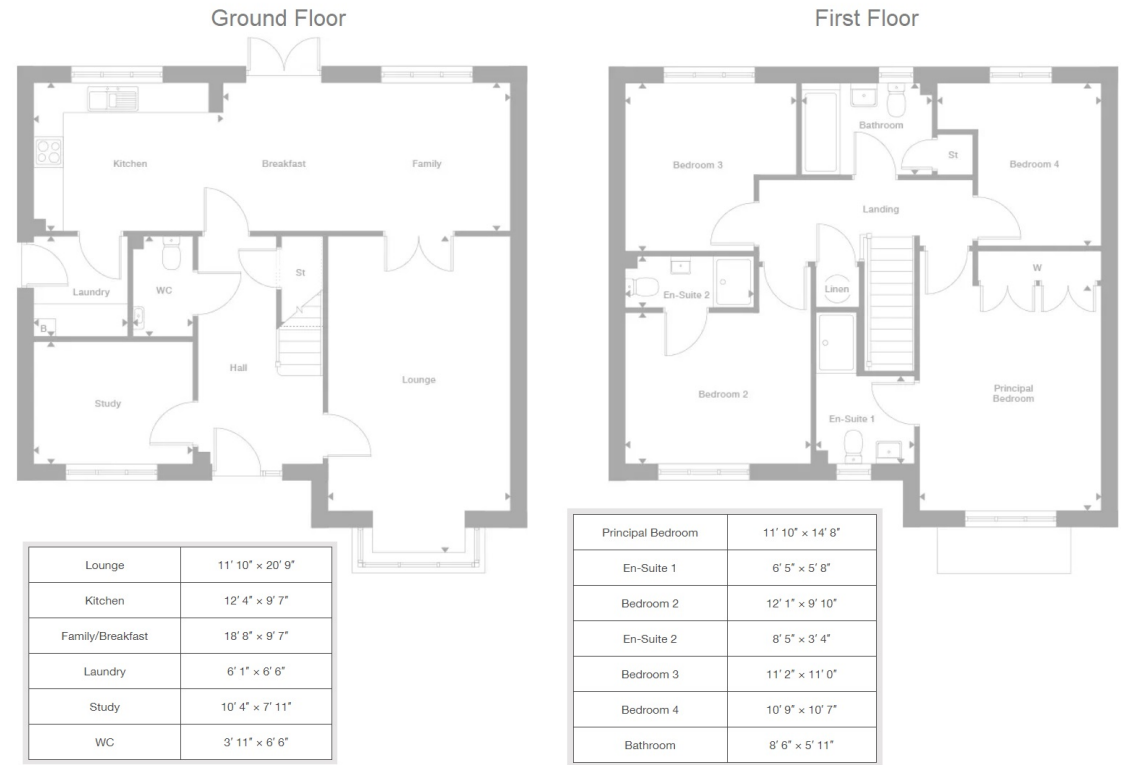 Ground Floor
Kitchen
Breakfast
Family
Laundry
B
WC
St
Hall
Study
Lounge
Lounge 11' 10" × 20' 9"
Kitchen 12' 4" × 9' 7"
Family/Breakfast 18' 8" × 9' 7"
Laundry 6' 1" × 6' 6"
Study 10' 4" × 7' 11"
WC 3' 11" × 6' 6"
First Floor
Bedroom 3
Bathroom
St
Bedroom 4
Landing
En-Suite 2
Linen
W
Bedroom 2
En-Suite 1
Principal
Bedroom
Principal Bedroom 11' 10" × 14' 8"
En-Suite 1 6' 5" × 5' 8"
Bedroom 2 12' 1" × 9' 10"
En-Suite 2 8' 5" × 3' 4"
Bedroom 3 11' 2" × 11' 0"
Bedroom 4 10' 9" × 10' 7"
Bathroom 8' 6" × 5' 11"